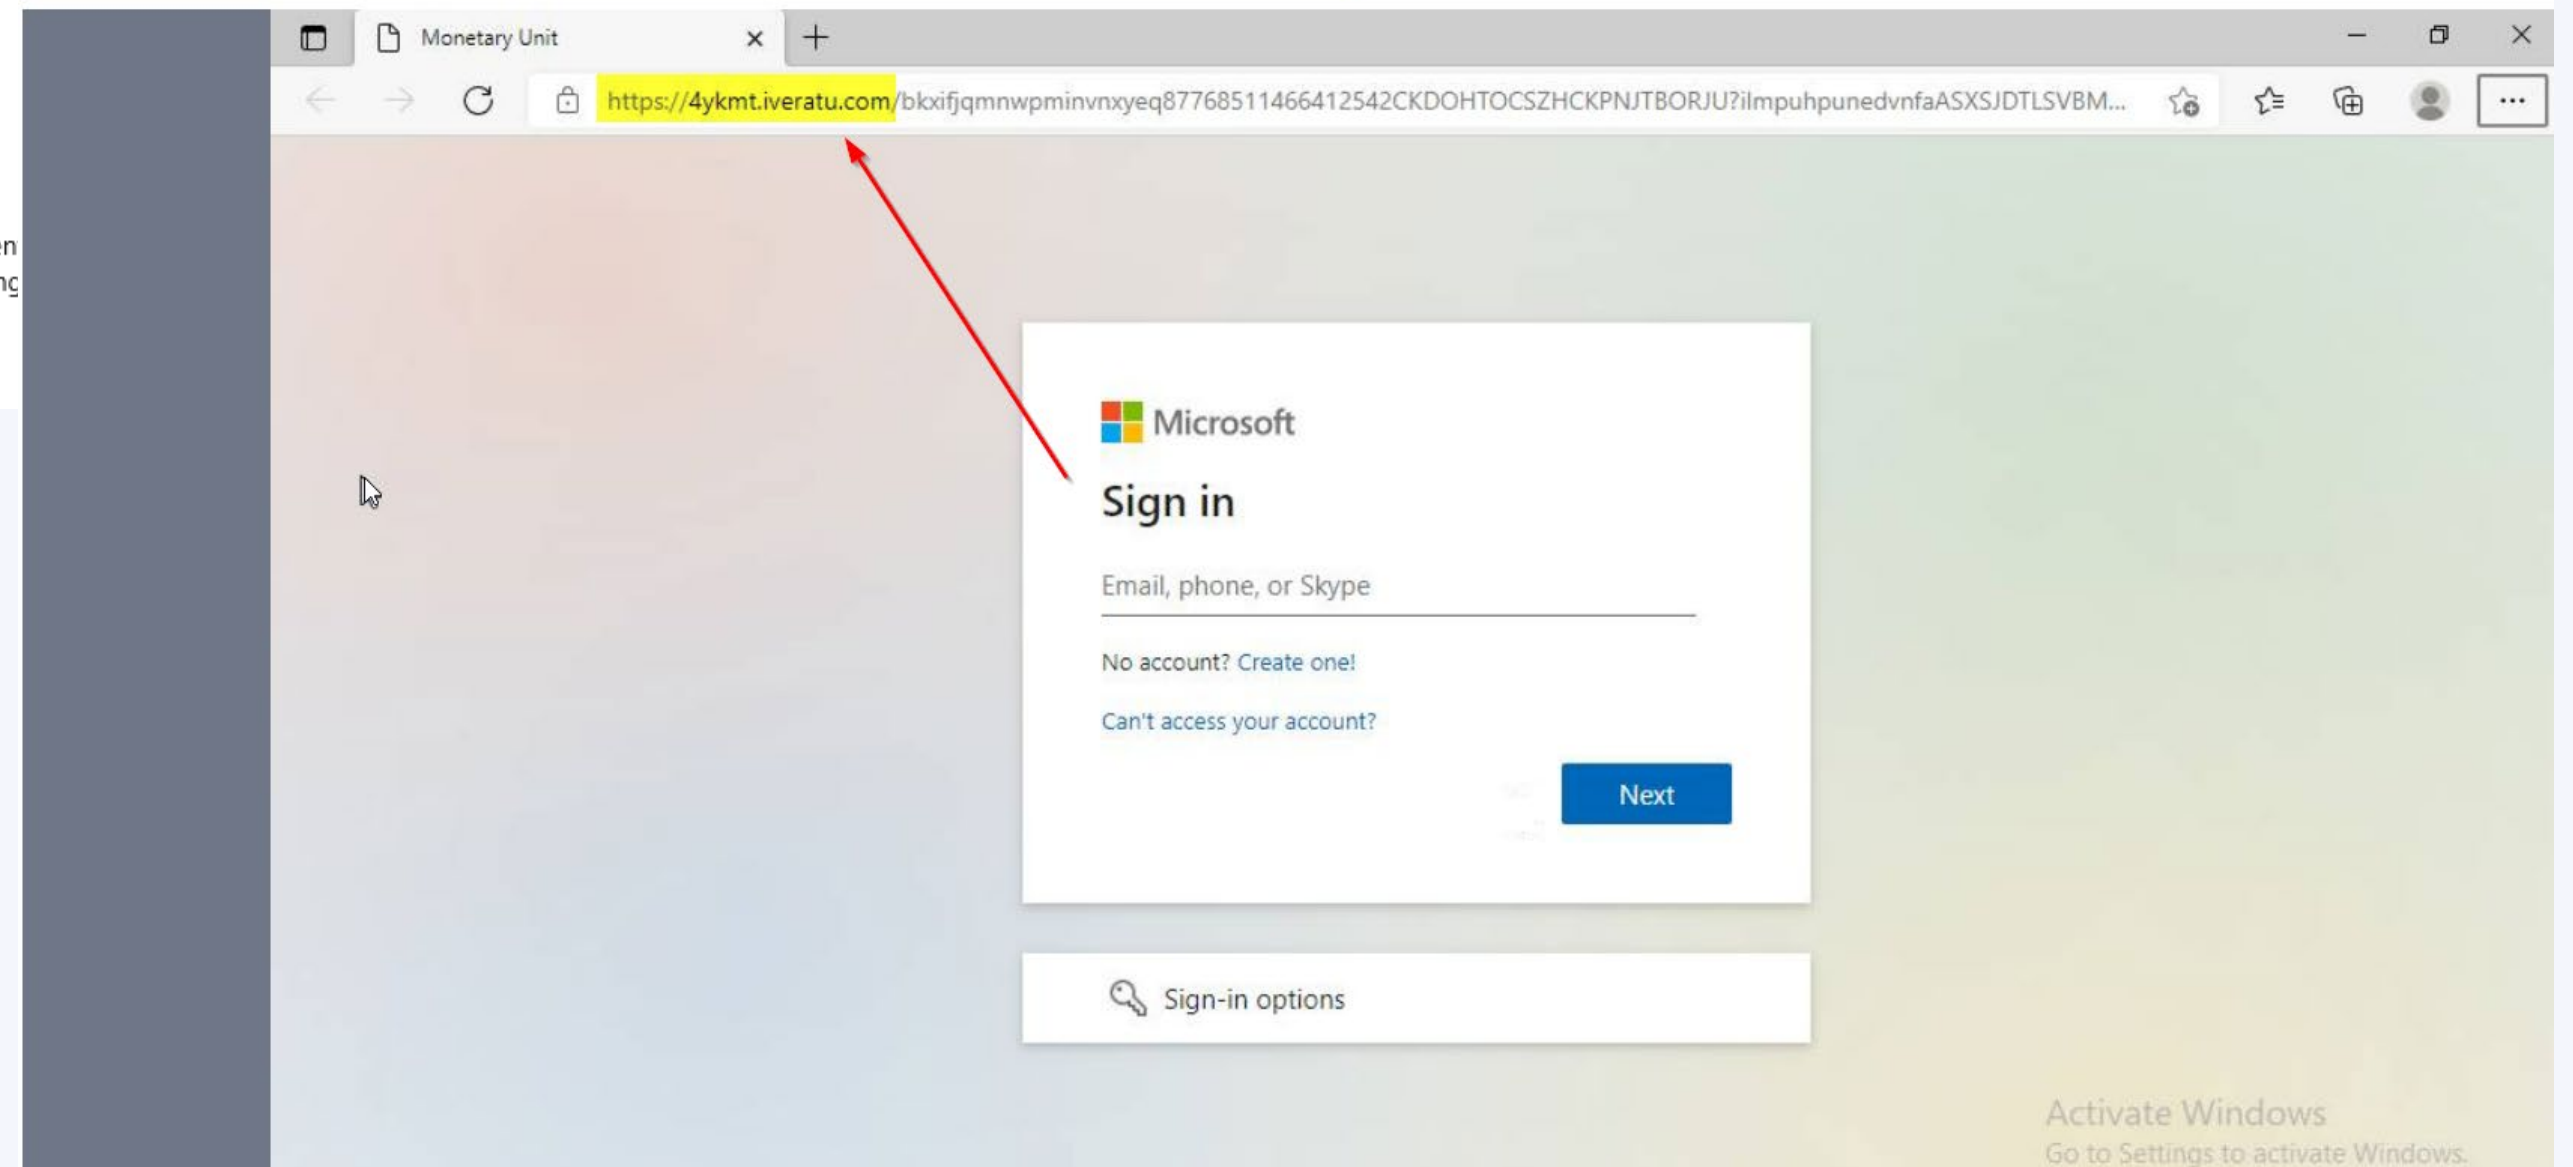 Monetary Unit
https://4ykmt.iveratu.com/bkxifjqmnwpminvnxyeq87768511466412542CKDOHTOCSZHCKPNJTBORJU?ilmpuhpunedvnfaASXSJDTLSVBM...
Microsoft
Sign in
Email, phone, or Skype
No account? Create one!
Can't access your account?
Next
Sign-in options
Activate Windows
Go to Settings to activate Windows.